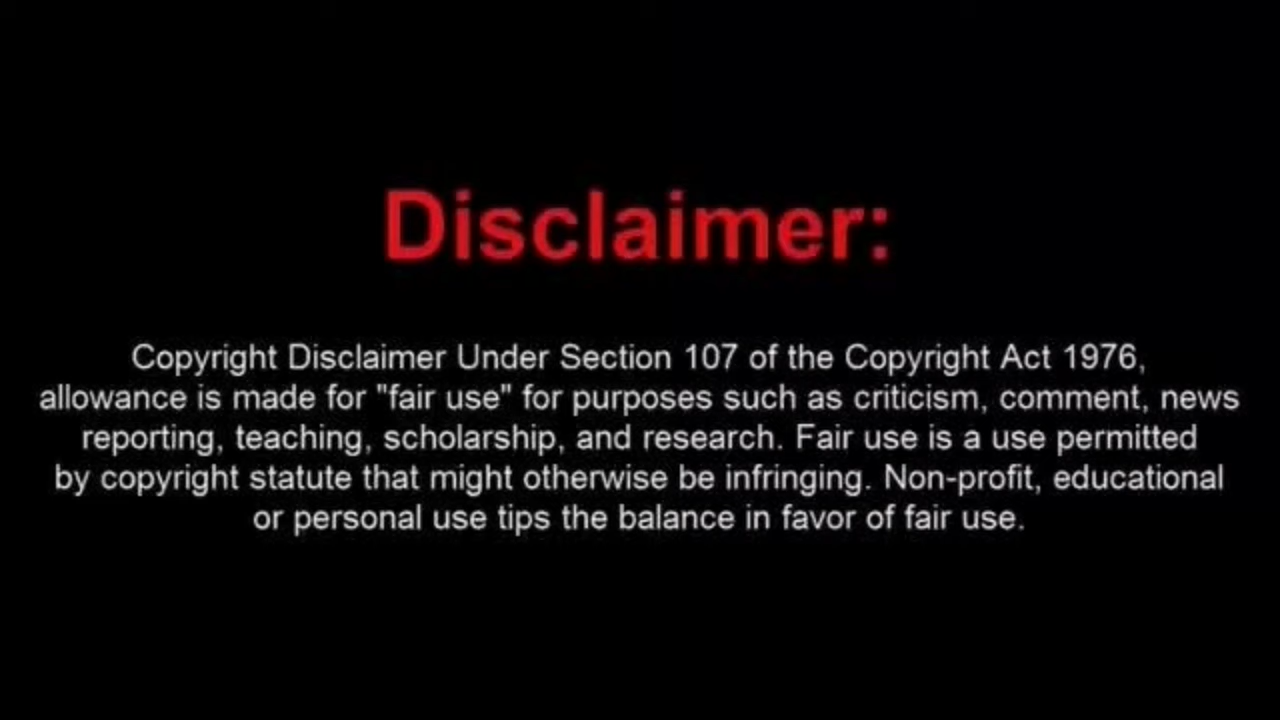 Disclaimer:
Copyright Disclaimer Under Section 107 of the Copyright Act 1976,
allowance is made for "fair use" for purposes such as criticism, comment, news
reporting, teaching, scholarship, and research. Fair use is a use permitted
by copyright statute that might otherwise be infringing. Non-profit, educational
or personal use tips the balance in favor of fair use.